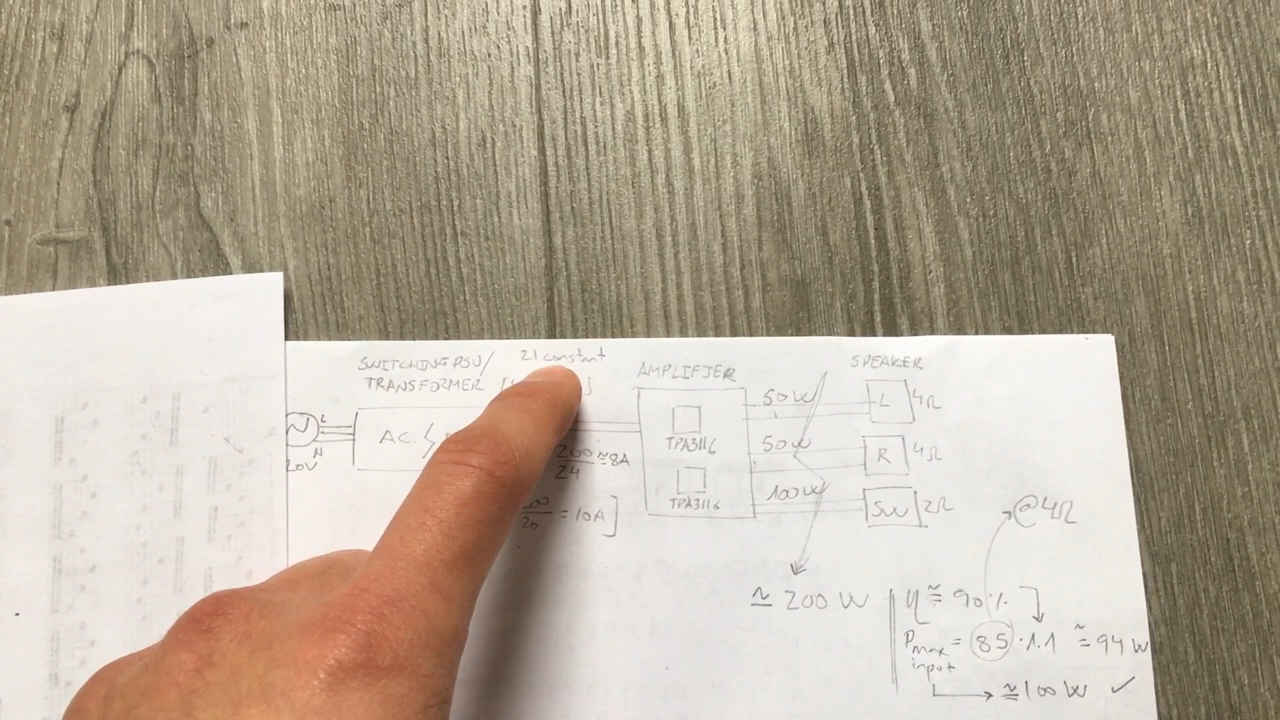 SWITCHING PSU/
TRANSFORMER [
]
21 constant
AMPLIFIER
SPEAKER
L
N
20V
AC.
200/24 ≅ 8A
/20 = 10A ]
TPA3116
TPA3116
50W
50W
100W
L 4Ω
R 4Ω
SW 2Ω
@4Ω
≅ 200 W
η ≅ 90%
Pmax input = 85 · 1.1 ≅ 94 W
≅ 100 W ✓